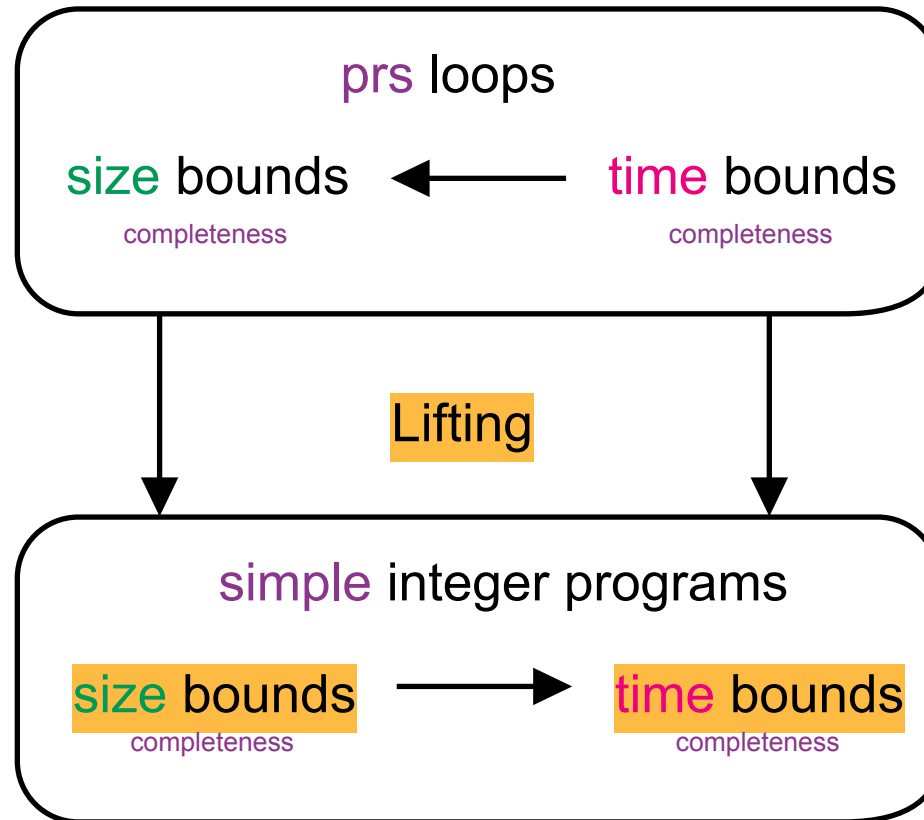 prs loops
size bounds
time bounds
completeness
completeness
Lifting
simple integer programs
size bounds
time bounds
completeness
completeness